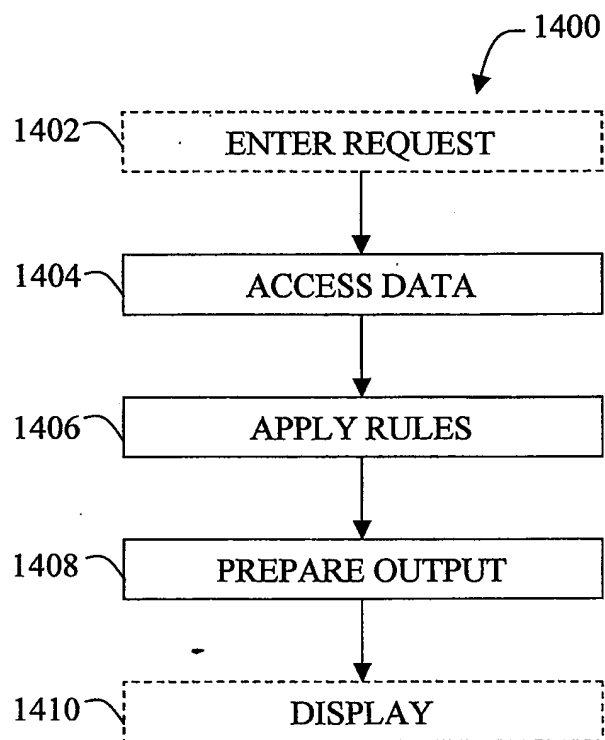 1400
1402
ENTER REQUEST
1404
ACCESS DATA
1406
APPLY RULES
1408
PREPARE OUTPUT
1410
DISPLAY